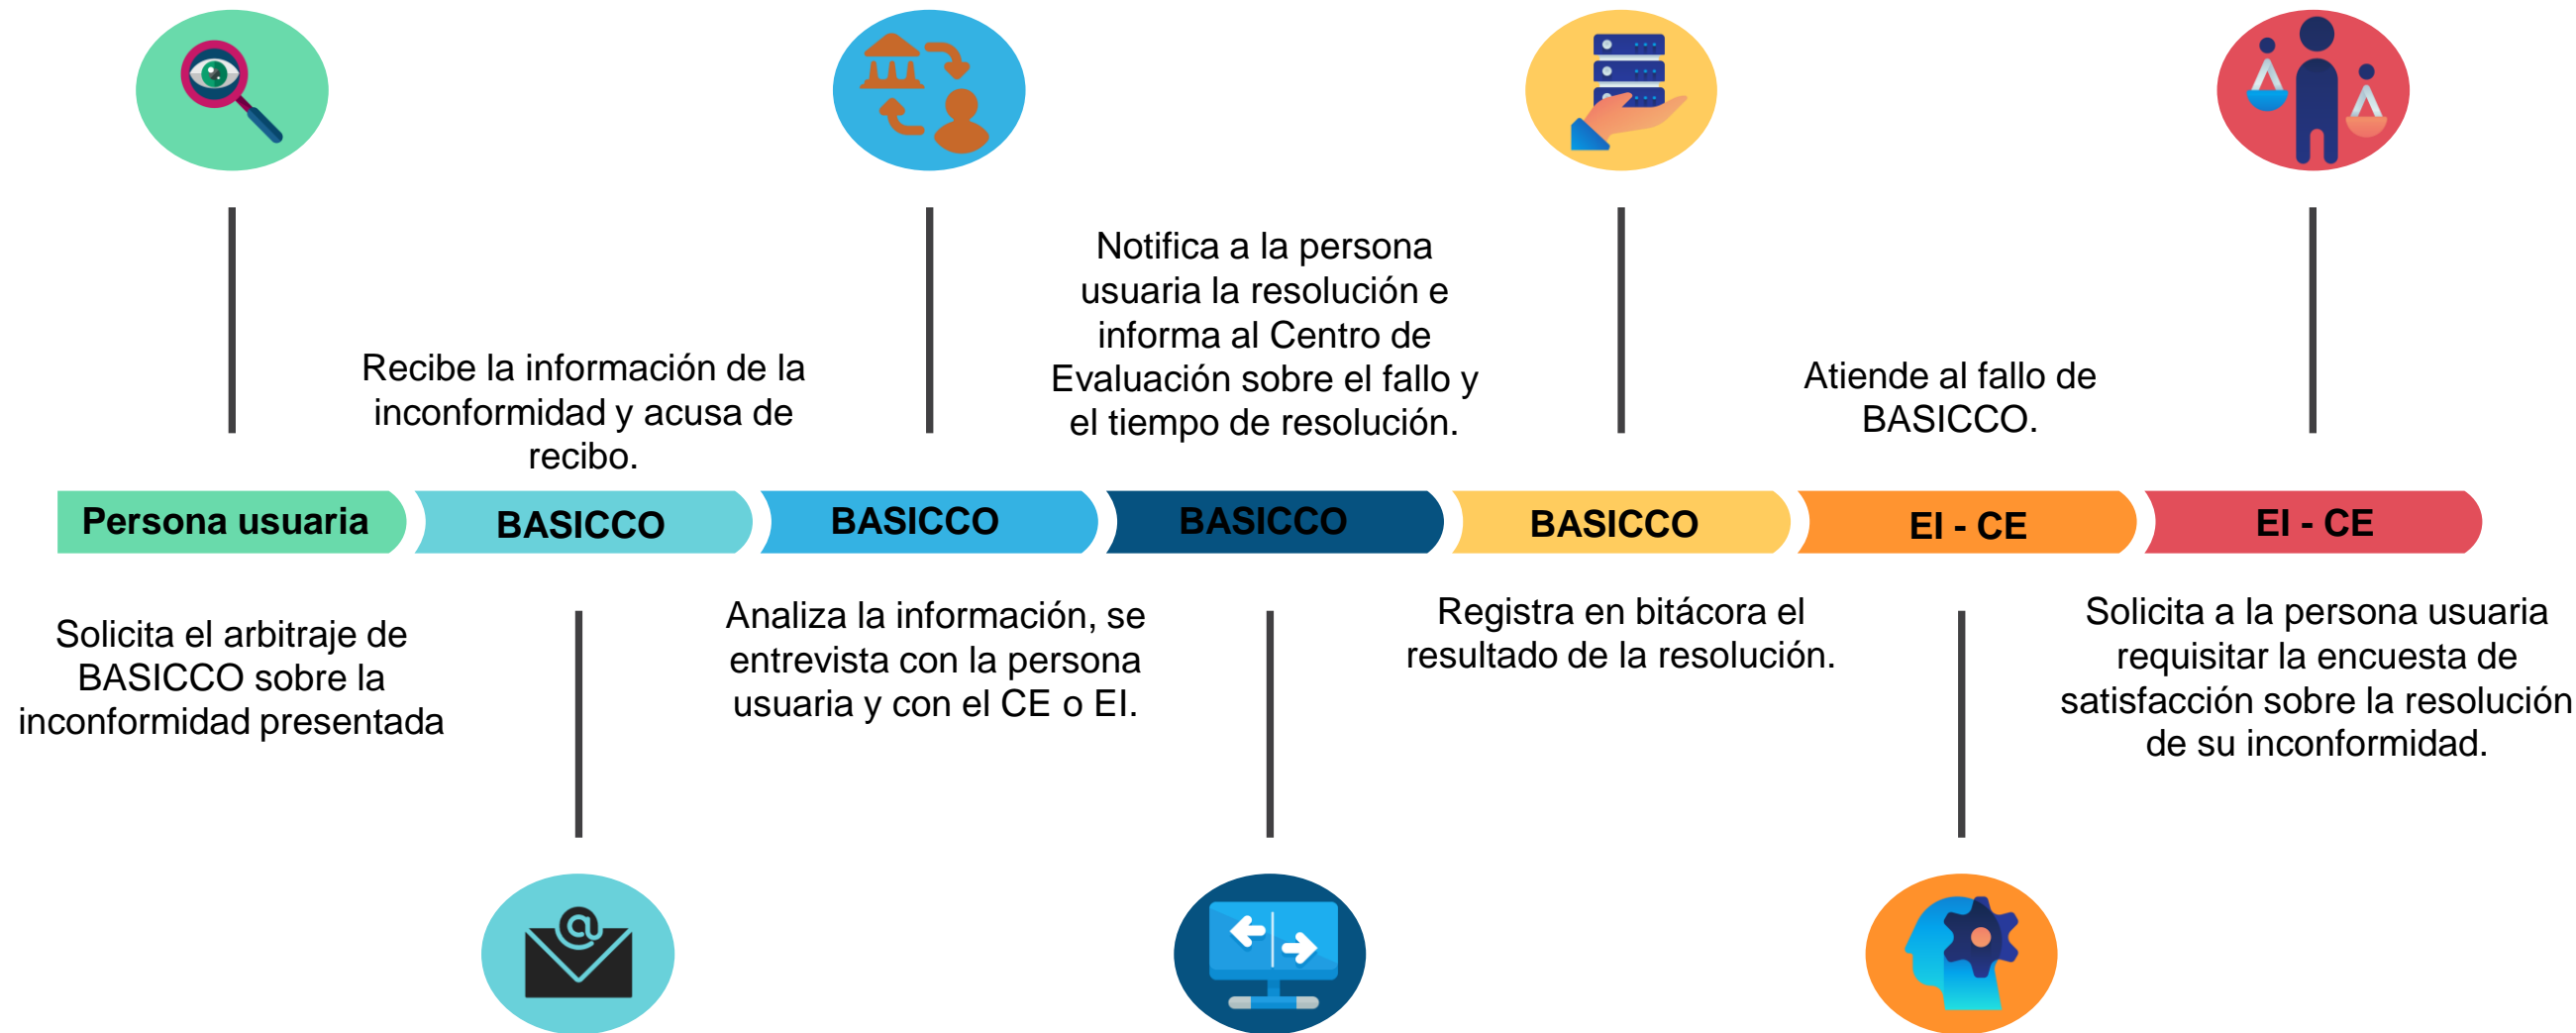 Persona usuaria
Solicita el arbitraje de
BASICCO sobre la
inconformidad presentada
Recibe la información de la
inconformidad y acusa de
recibo.
BASICCO
BASICCO
Analiza la información, se
entrevista con la persona
usuaria y con el CE o EI.
Notifica a la persona
usuaria la resolución e
informa al Centro de
Evaluación sobre el fallo y
el tiempo de resolución.
BASICCO
BASICCO
Registra en bitácora el
resultado de la resolución.
Atiende al fallo de
BASICCO.
EI - CE
EI - CE
Solicita a la persona usuaria
requisitar la encuesta de
satisfacción sobre la resolución
de su inconformidad.
@